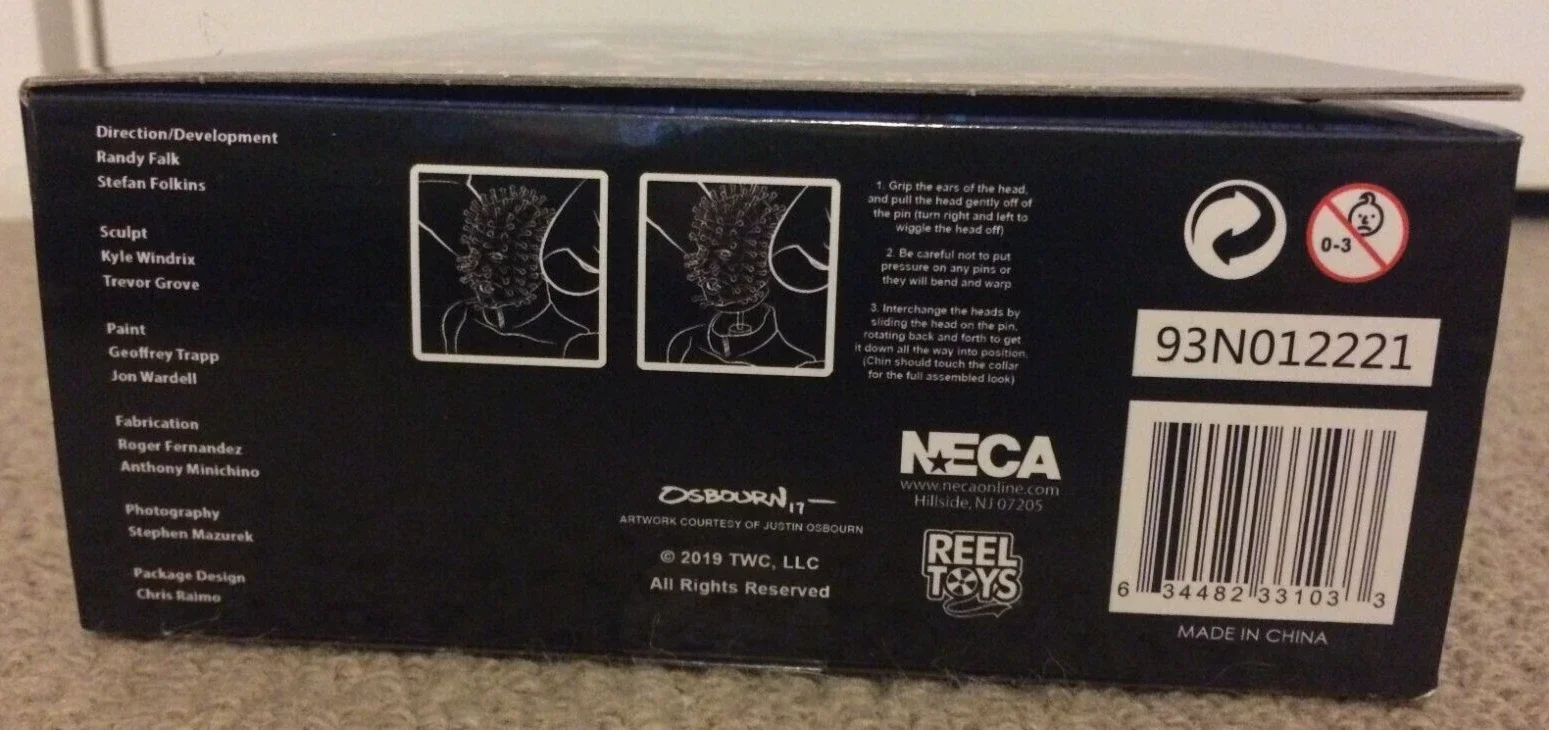 Direction/Development
Randy Falk
Stefan Folkins
Sculpt
Kyle Windrix
Trevor Grove
Paint
Geoffrey Trapp
Jon Wardell
Fabrication
Roger Fernandez
Anthony Minichino
Photography
Stephen Mazurek
Package Design
Chris Raimo
1. Grip the ears of the head,
and pull the head gently off of
the pin (turn right and left to
wiggle the head off)
2. Be careful not to put
pressure on any pins or
they will bend and warp
3. Interchange the heads by
sliding the head on the pin,
rotating back and forth to get
it down all the way into position.
(Chin should touch the collar
for the full assembled look)
OSBOURN 17
ARTWORK COURTESY OF JUSTIN OSBOURN
© 2019 TWC, LLC
All Rights Reserved
NECA
www.necaonline.com
Hillside, NJ 07205
REEL
TOYS
0-3
93N012221
6 34482 33103 3
MADE IN CHINA